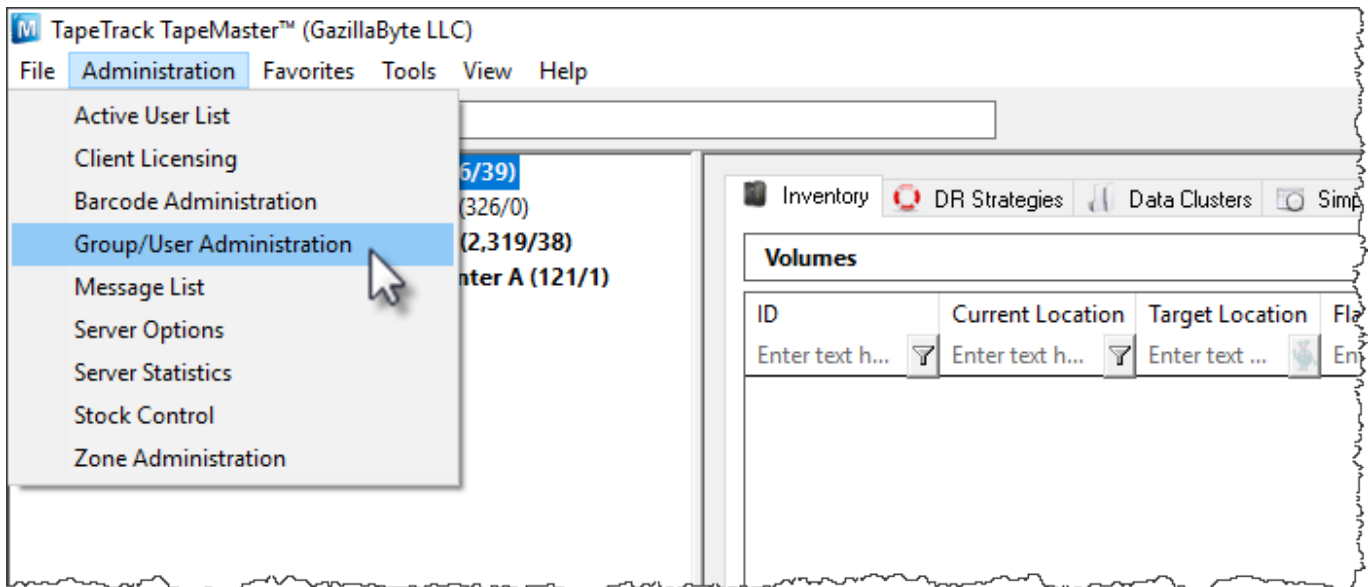 TapeTrack TapeMaster™ (GazillaByte LLC)
File Administration Favorites Tools View Help
Active User List
Client Licensing
Barcode Administration
Group/User Administration
Message List
Server Options
Server Statistics
Stock Control
Zone Administration
6/39)
(326/0)
(2,319/38)
nter A (121/1)
Inventory DR Strategies Data Clusters Simp
Volumes
ID Current Location Target Location Fla
Enter text h... Enter text h... Enter text ... En